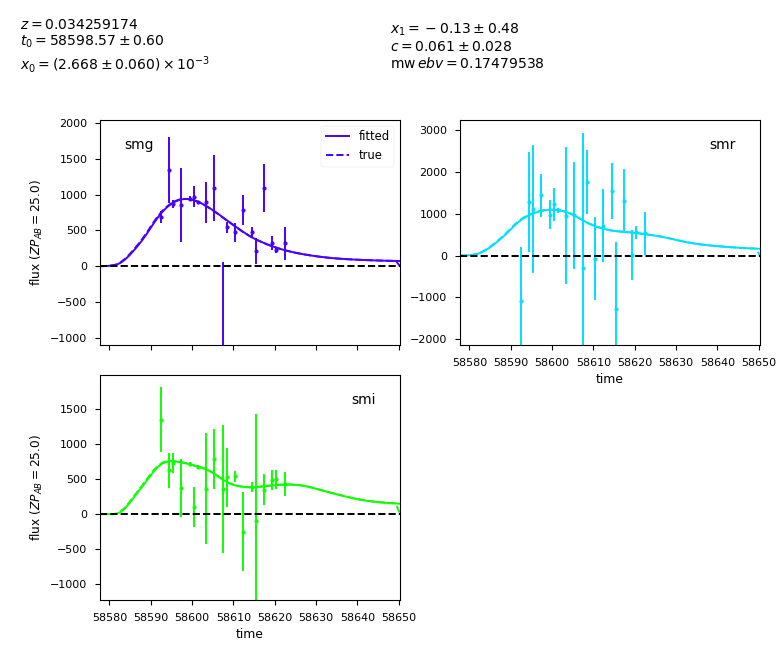 z = 0.034259174
t₀ = 58598.57 ± 0.60
x₀ = (2.668 ± 0.060) × 10⁻³
x₁ = −0.13 ± 0.48
c = 0.061 ± 0.028
mw ebv = 0.17479538
smg
fitted
true
2000
1500
1000
500
0
−500
−1000
flux (ZP_AB = 25.0)
smr
3000
2000
1000
0
−1000
−2000
58580 58590 58600 58610 58620 58630 58640 58650
time
smi
1500
1000
500
0
−500
−1000
flux (ZP_AB = 25.0)
58580 58590 58600 58610 58620 58630 58640 58650
time